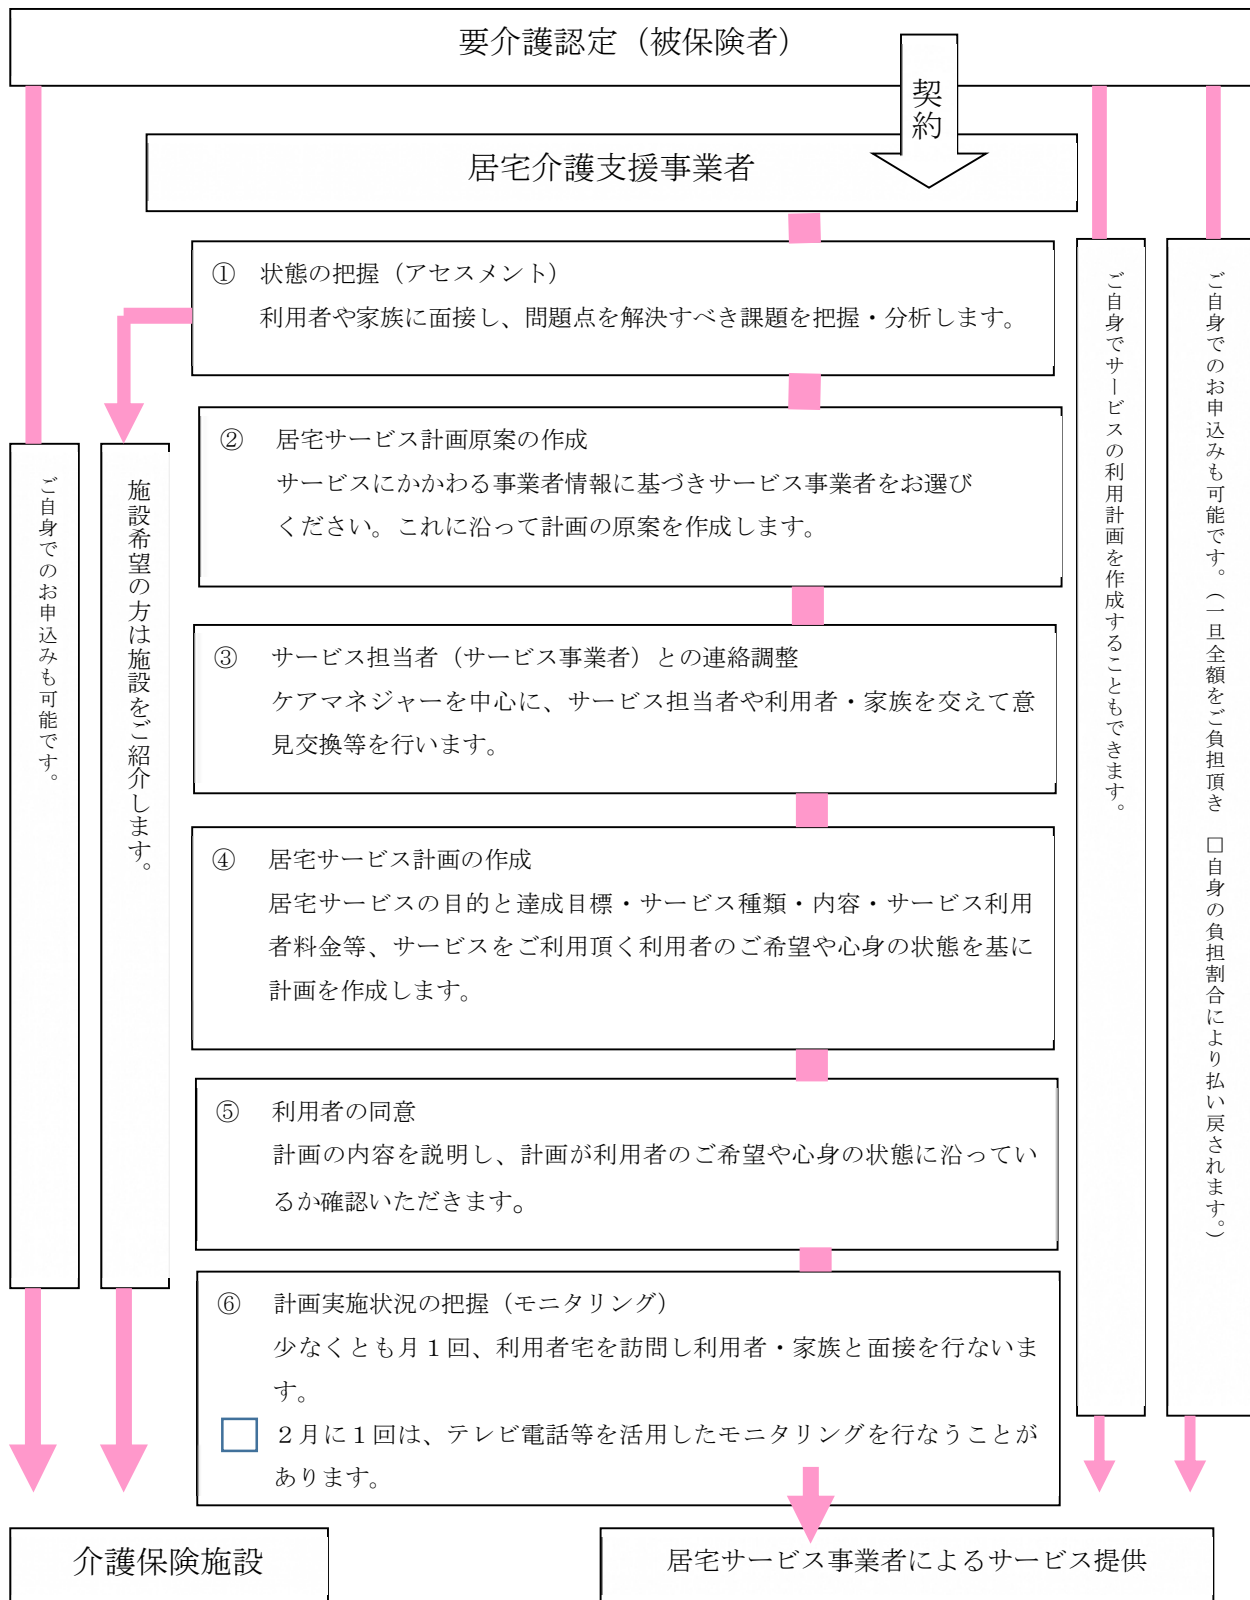 要介護認定（被保険者）
契約
居宅介護支援事業者
① 状態の把握（アセスメント）
利用者や家族に面接し、問題点を解決すべき課題を把握・分析します。
② 居宅サービス計画原案の作成
サービスにかかわる事業者情報に基づきサービス事業者をお選び
ください。これに沿って計画の原案を作成します。
③ サービス担当者（サービス事業者）との連絡調整
ケアマネジャーを中心に、サービス担当者や利用者・家族を交えて意
見交換等を行います。
④ 居宅サービス計画の作成
居宅サービスの目的と達成目標・サービス種類・内容・サービス利用
者料金等、サービスをご利用頂く利用者のご希望や心身の状態を基に
計画を作成します。
⑤ 利用者の同意
計画の内容を説明し、計画が利用者のご希望や心身の状態に沿ってい
るか確認いただきます。
⑥ 計画実施状況の把握（モニタリング）
少なくとも月１回、利用者宅を訪問し利用者・家族と面接を行ないま
す。
２月に１回は、テレビ電話等を活用したモニタリングを行なうことが
あります。
ご自身でのお申込みも可能です。
施設希望の方は施設をご紹介します。
ご自身でサービスの利用計画を作成することもできます。
ご自身でのお申込みも可能です。（一旦全額をご負担頂き　□自身の負担割合により払い戻されます。）
介護保険施設
居宅サービス事業者によるサービス提供